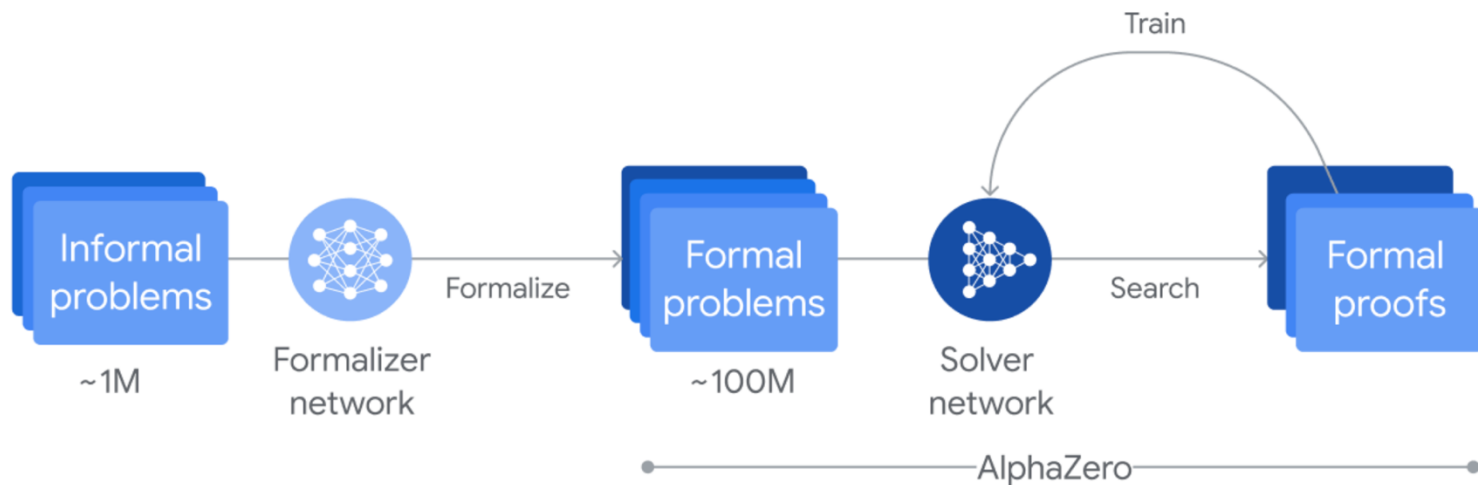 Train
Informal
problems
~1M
Formalizer
network
Formalize
Formal
problems
~100M
Solver
network
Search
Formal
proofs
AlphaZero